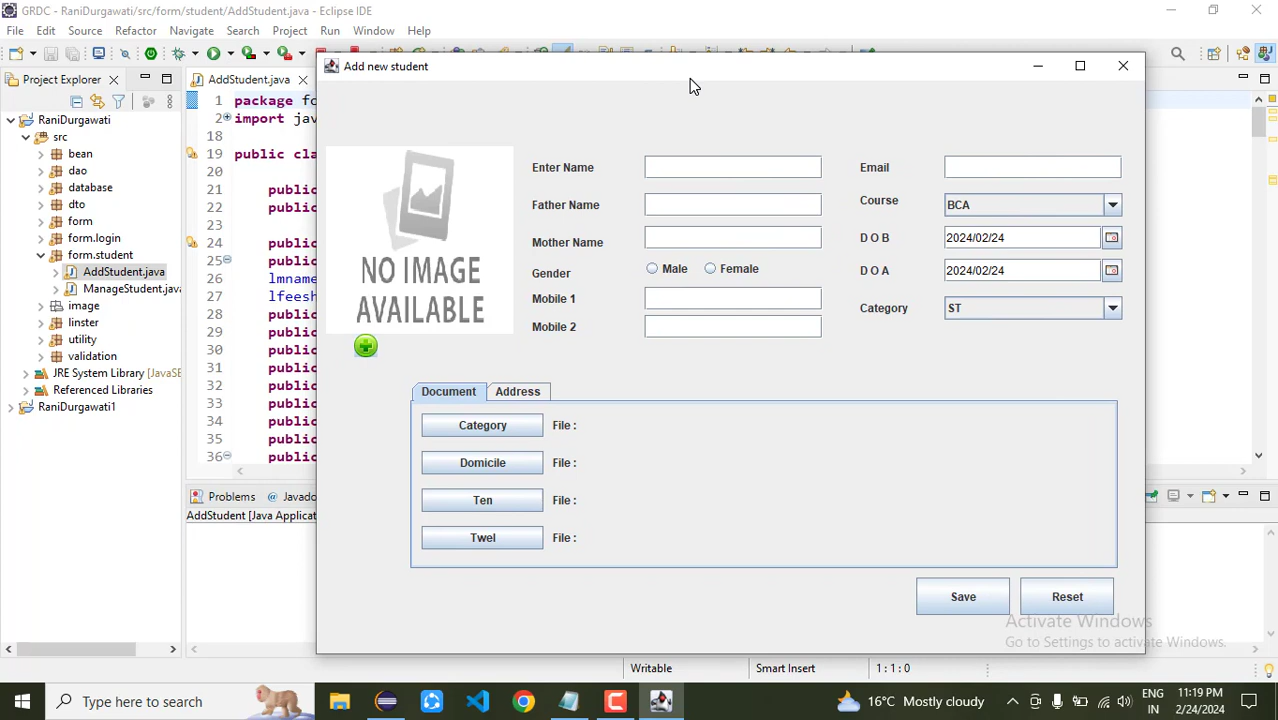 GRDC - RaniDurgawati/src/form/student/AddStudent.java - Eclipse IDE
File Edit Source Refactor Navigate Search Project Run Window Help
Project Explorer
AddStudent.java
RaniDurgawati
src
bean
dao
database
dto
form
form.login
form.student
AddStudent.java
ManageStudent.java
image
linster
utility
validation
JRE System Library [JavaSE
Referenced Libraries
RaniDurgawati1
1 package
2 import
18
19 public
20
21 public
22 public
23
24 public
25 public
26 lmname
27 lfeesh
28 public
29 public
30 public
31 public
32 public
33 public
34 public
35 public
36 public
Add new student
NO IMAGE
AVAILABLE
Enter Name
Father Name
Mother Name
Gender Male Female
Mobile 1
Mobile 2
Email
Course BCA
D O B 2024/02/24
D O A 2024/02/24
Category ST
Document Address
Category File :
Domicile File :
Ten File :
Twel File :
Save Reset
Problems Javado
AddStudent [Java Applicat
Activate Windows
Go to Settings to activate Windows.
Writable Smart Insert 1 : 1 : 0
Type here to search
16°C Mostly cloudy
ENG
IN
11:19 PM
2/24/2024